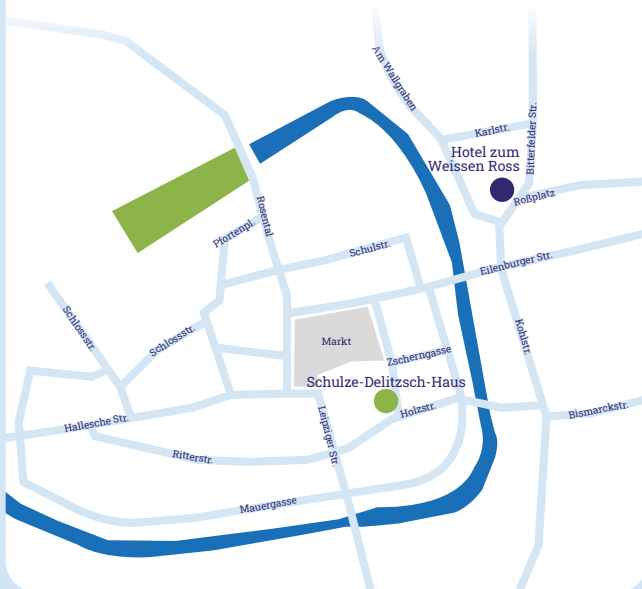 Am Wallgraben
Karlstr.
Bitterfelder Str.
Hotel zum
Weissen Ross
Roßplatz
Rosental
Pfortenpl.
Schulstr.
Eilenburger Str.
Schlossstr.
Schlossstr.
Markt
Kohlstr.
Zscherngasse
Schulze-Delitzsch-Haus
Holzstr.
Bismarckstr.
Hallesche Str.
Leipziger Str.
Ritterstr.
Mauergasse